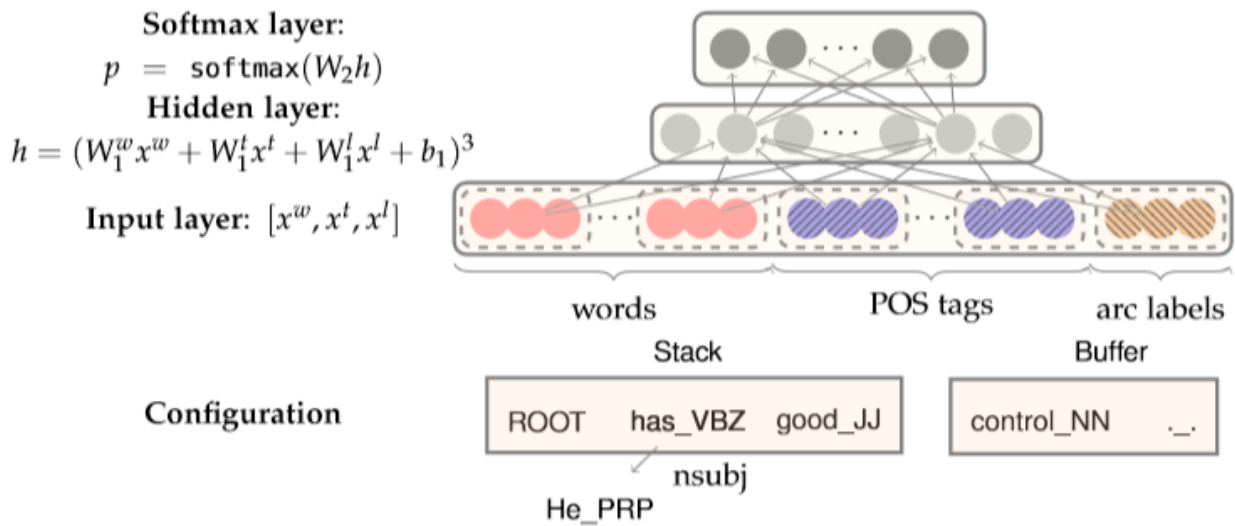 Softmax layer:
p = softmax(W₂h)
Hidden layer:
h = (W₁ʷxʷ + W₁ᵗxᵗ + W₁ˡxˡ + b₁)³
Input layer: [xʷ, xᵗ, xˡ]
···
···
···
···
words
POS tags
arc labels
Stack
Buffer
Configuration
ROOT has_VBZ good_JJ
control_NN ._.
nsubj
He_PRP